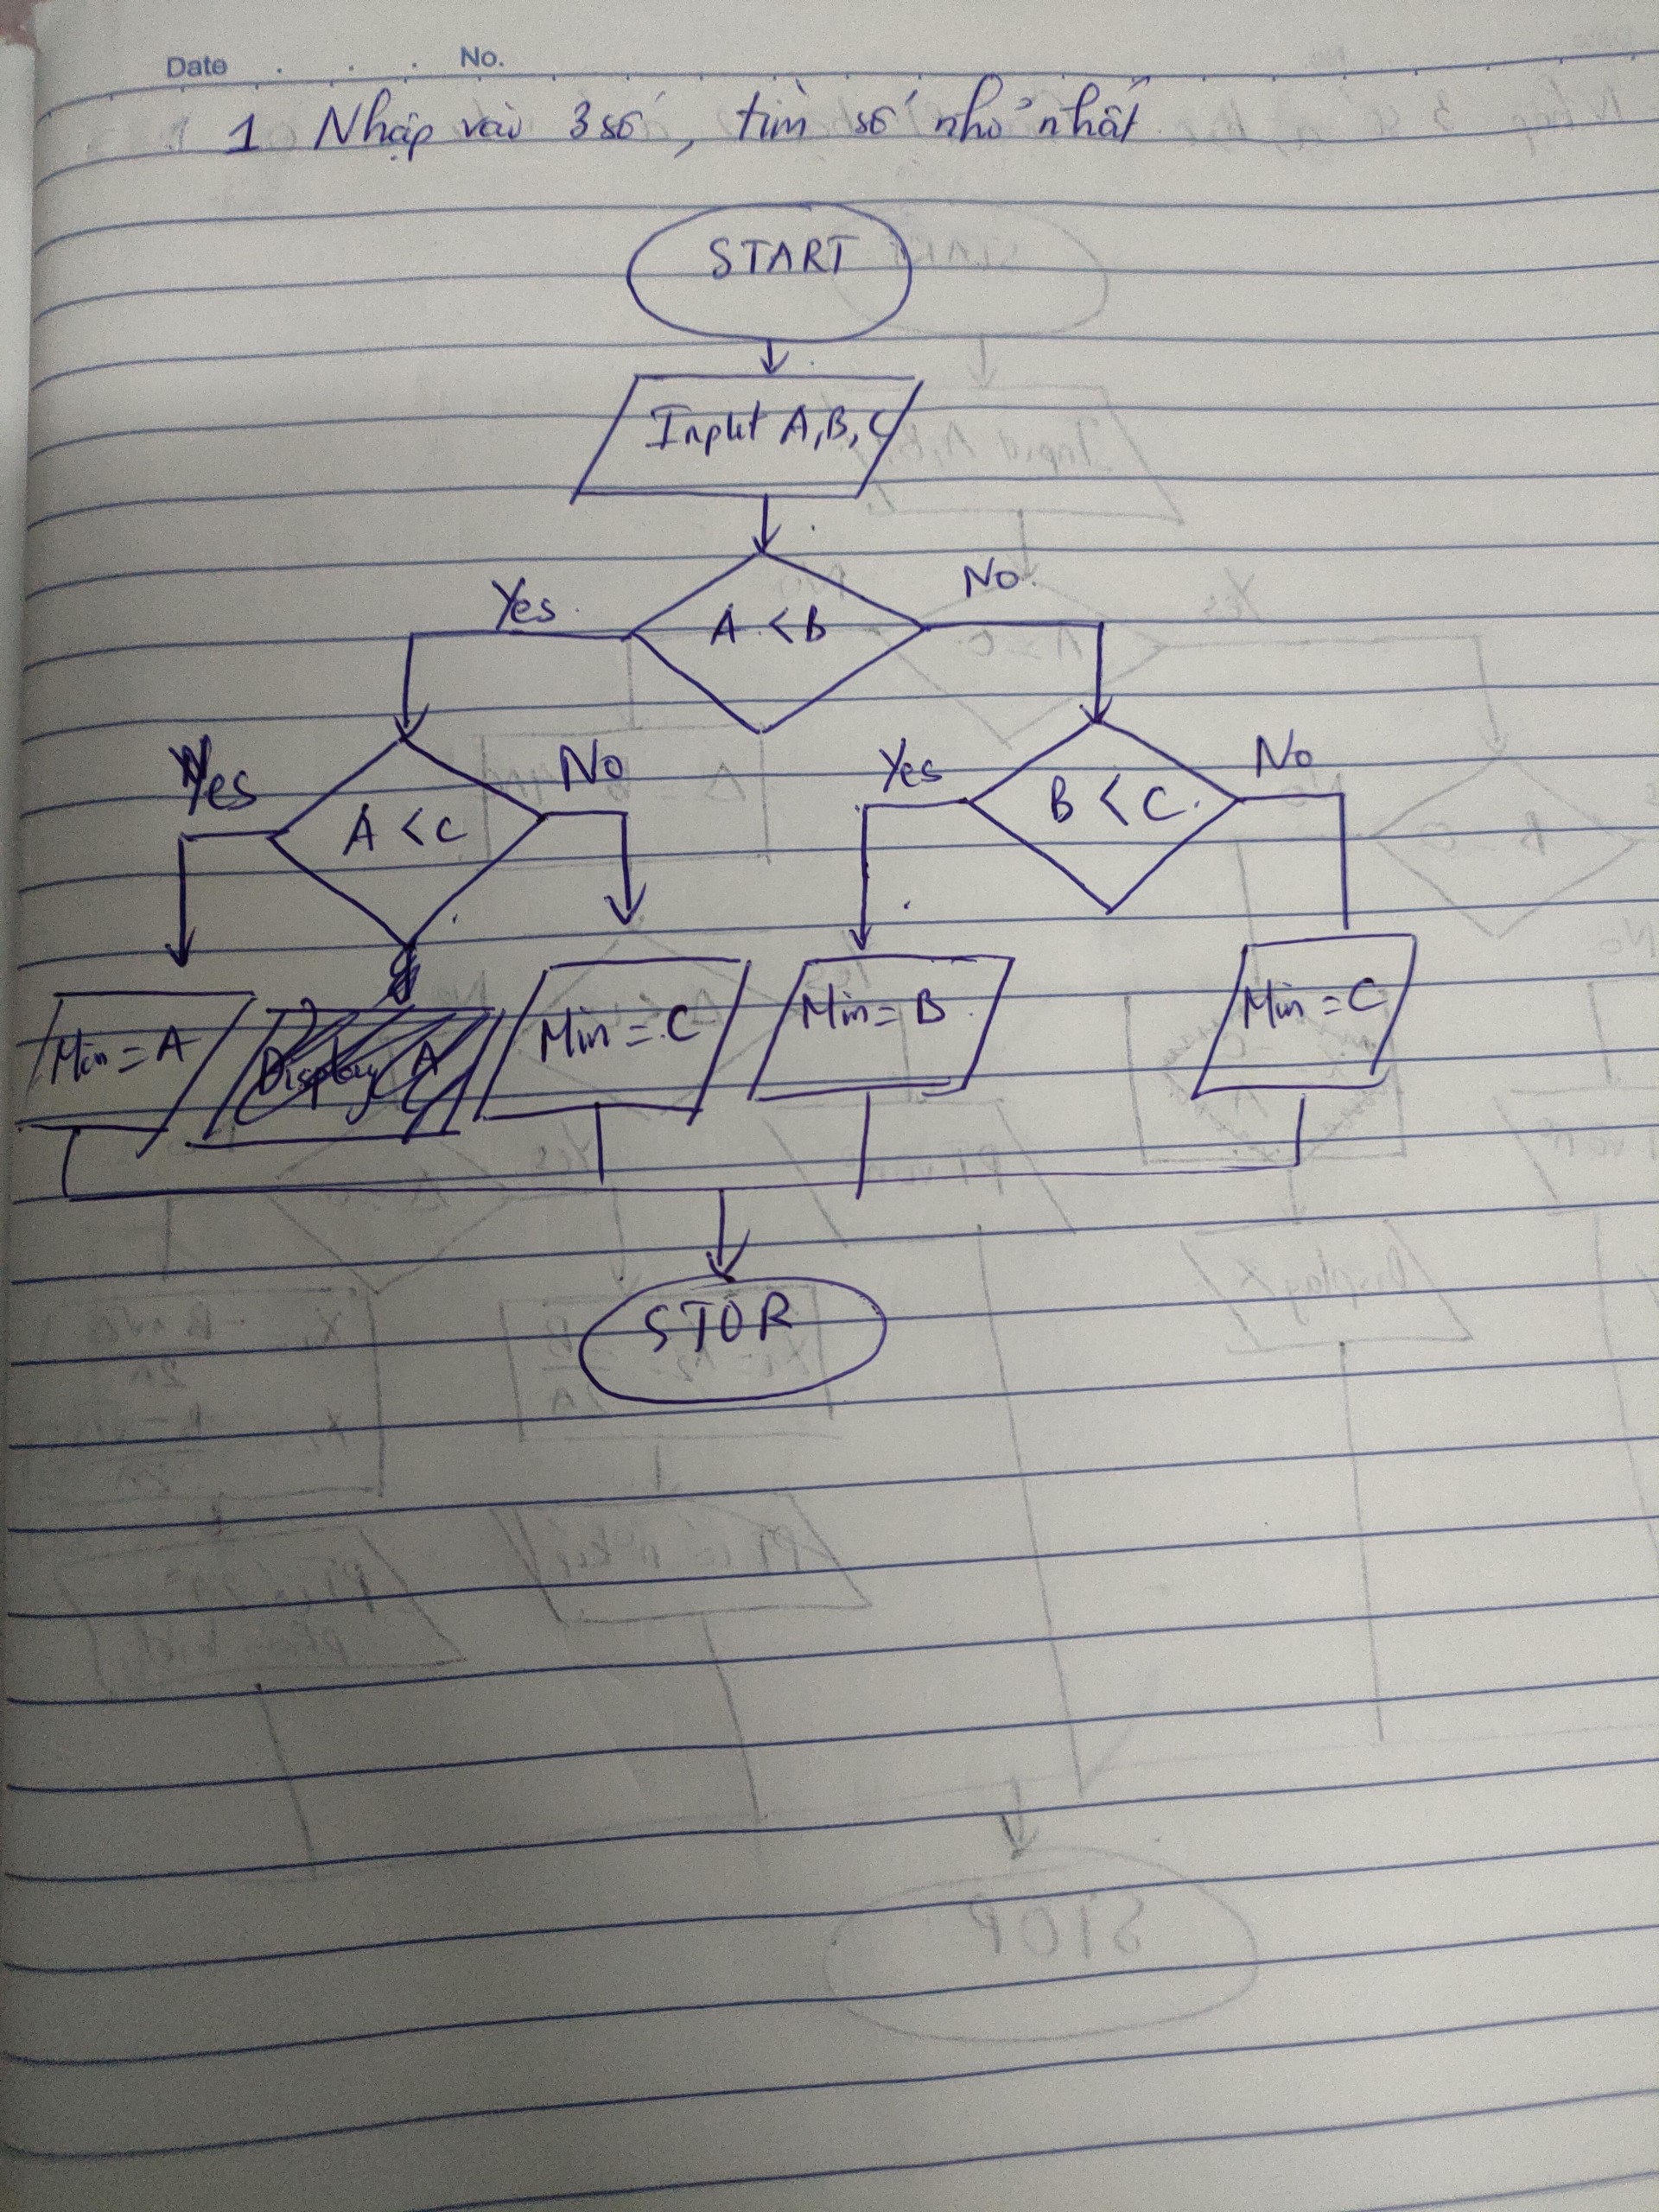 Date . . . No.
1 Nhập vào 3 số, tìm số nhỏ nhất
START
Input A, B, C
Yes A < B No
Yes A < C No
Yes B < C No
Min = A
Display A
Min = C
Min = B
Min = C
STOP